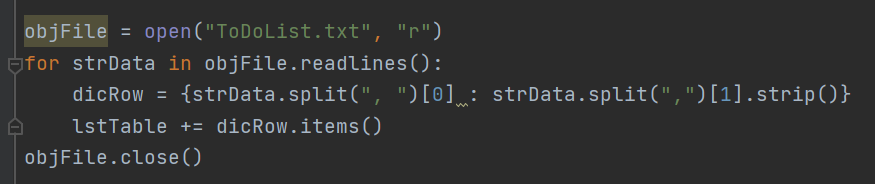 objFile = open("ToDoList.txt", "r")
for strData in objFile.readlines():
    dicRow = {strData.split(", ")[0] : strData.split(",")[1].strip()}
    lstTable += dicRow.items()
objFile.close()